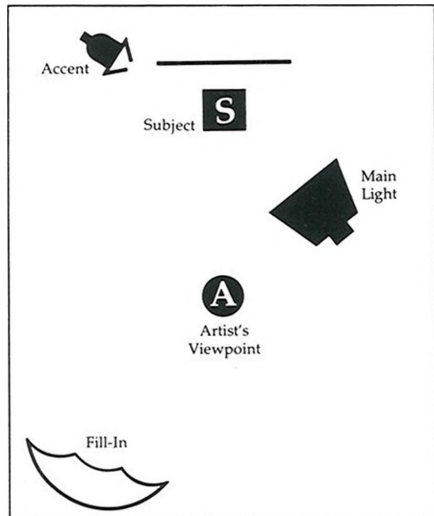 Accent
S
Subject
Main
Light
A
Artist's
Viewpoint
Fill-In